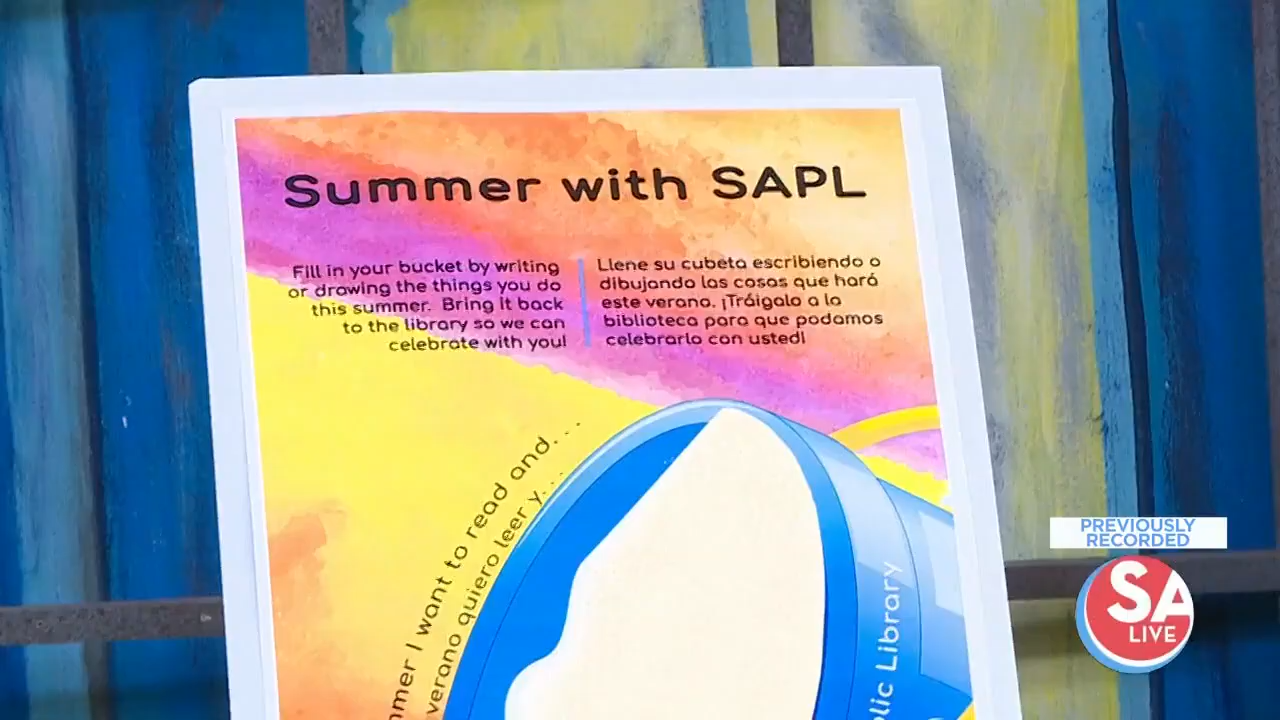 Summer with SAPL
Fill in your bucket by writing
or drawing the things you do
this summer. Bring it back
to the library so we can
celebrate with you!
Llene su cubeta escribiendo o
dibujando las cosas que hará
este verano. ¡Tráigalo a la
biblioteca para que podamos
celebrarlo con usted!
I want to read and...
verano quiero leer y...
Library
PREVIOUSLY
RECORDED
SA
LIVE